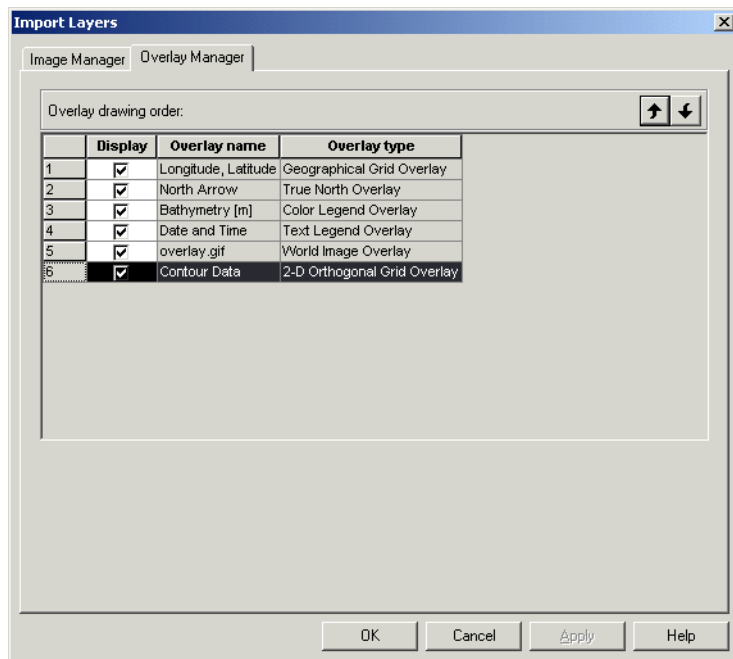 Import Layers
Image Manager Overlay Manager
Overlay drawing order:
Display Overlay name Overlay type
1 Longitude, Latitude Geographical Grid Overlay
2 North Arrow True North Overlay
3 Bathymetry [m] Color Legend Overlay
4 Date and Time Text Legend Overlay
5 overlay.gif World Image Overlay
6 Contour Data 2-D Orthogonal Grid Overlay
OK Cancel Apply Help